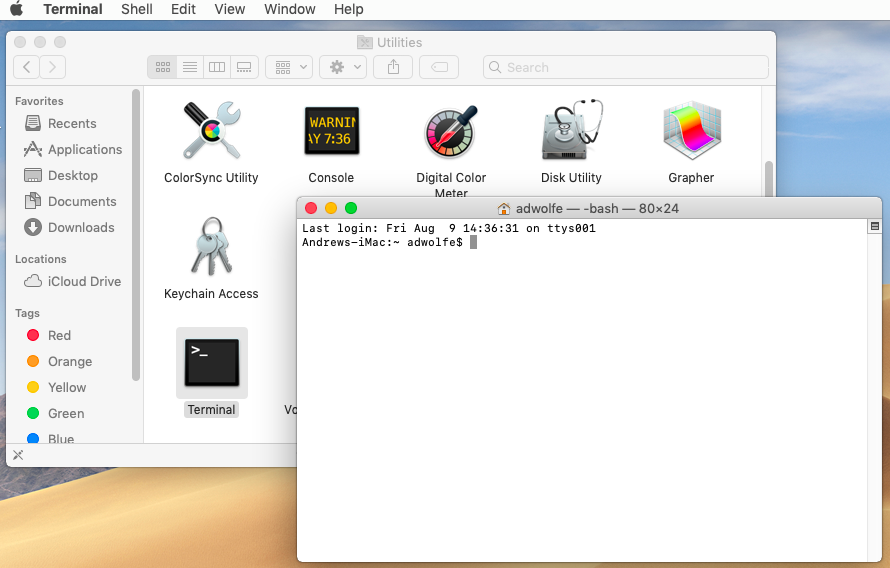 Terminal Shell Edit View Window Help
Utilities
Search
Favorites
Recents
Applications
Desktop
Documents
Downloads
Locations
iCloud Drive
Tags
Red
Orange
Yellow
Green
Blue
WARNIN
AY 7:36
ColorSync Utility
Console
Digital Color
Meter
Disk Utility
Grapher
Keychain Access
>_
Terminal
Vo
adwolfe — -bash — 80×24
Last login: Fri Aug  9 14:36:31 on ttys001
Andrews-iMac:~ adwolfe$